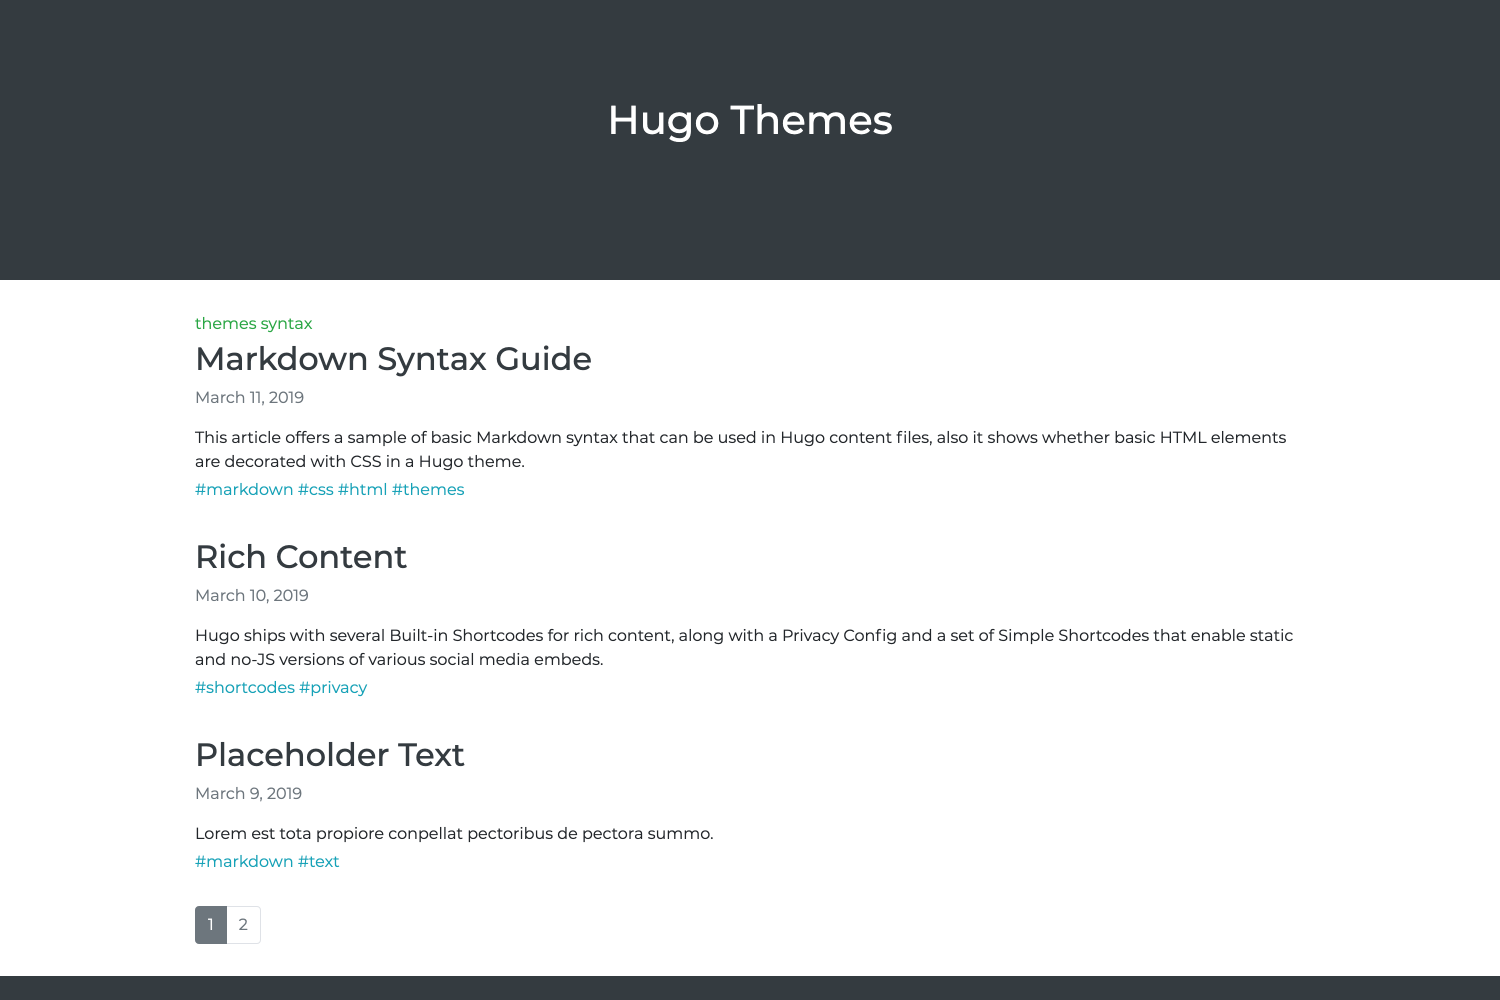 Hugo Themes
themes syntax
Markdown Syntax Guide
March 11, 2019
This article offers a sample of basic Markdown syntax that can be used in Hugo content files, also it shows whether basic HTML elements
are decorated with CSS in a Hugo theme.
#markdown #css #html #themes
Rich Content
March 10, 2019
Hugo ships with several Built-in Shortcodes for rich content, along with a Privacy Config and a set of Simple Shortcodes that enable static
and no-JS versions of various social media embeds.
#shortcodes #privacy
Placeholder Text
March 9, 2019
Lorem est tota propiore conpellat pectoribus de pectora summo.
#markdown #text
1 2